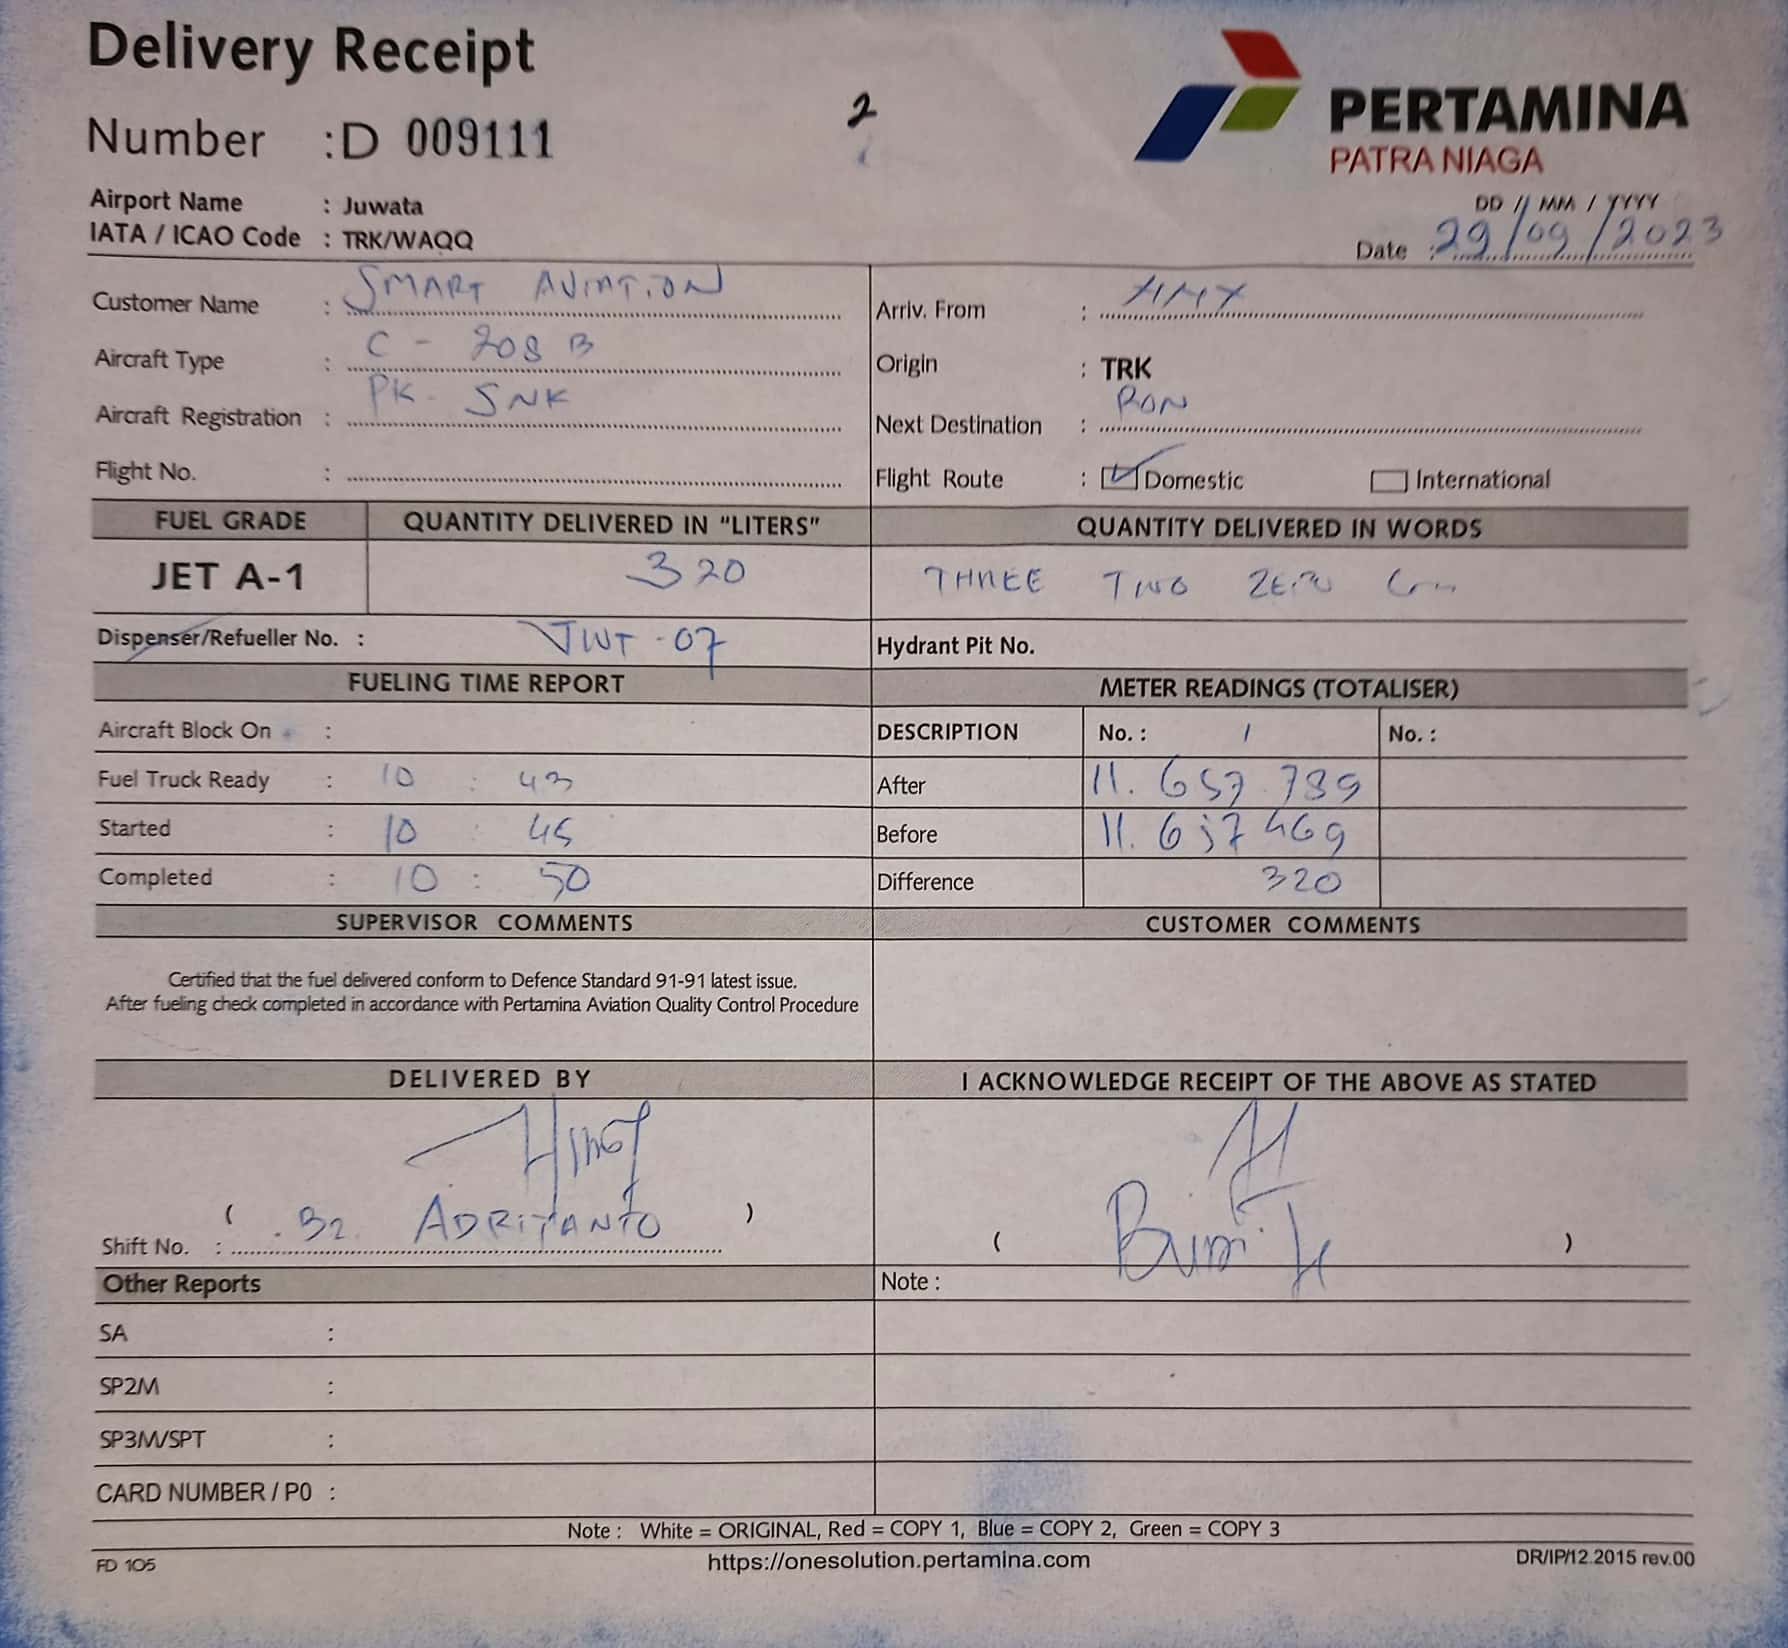 Delivery Receipt
Number : D 009111
2
PERTAMINA
PATRA NIAGA
Airport Name : Juwata
IATA / ICAO Code : TRK/WAQQ
DD / MM / YYYY
Date : 29/09/2023
Customer Name : SMART AVIATION
Arriv. From :
Aircraft Type : C - 208 B
Origin : TRK
Aircraft Registration : PK - SNK
Next Destination : RON
Flight No. :
Flight Route : Domestic International
FUEL GRADE QUANTITY DELIVERED IN "LITERS" QUANTITY DELIVERED IN WORDS
JET A-1 320 THREE TWO ZERO
Dispenser/Refueller No. : JWT - 07 Hydrant Pit No.
FUELING TIME REPORT METER READINGS (TOTALISER)
Aircraft Block On : DESCRIPTION No. : 1 No. :
Fuel Truck Ready : 10 : 43 After 11. 657 789
Started : 10 : 45 Before 11. 657 469
Completed : 10 : 50 Difference 320
SUPERVISOR COMMENTS CUSTOMER COMMENTS
Certified that the fuel delivered conform to Defence Standard 91-91 latest issue.
After fueling check completed in accordance with Pertamina Aviation Quality Control Procedure
DELIVERED BY I ACKNOWLEDGE RECEIPT OF THE ABOVE AS STATED
( )
Shift No. : B2. ADRIYANTO ( )
Other Reports Note :
SA :
SP2M :
SP3M/SPT :
CARD NUMBER / P0 :
Note : White = ORIGINAL, Red = COPY 1, Blue = COPY 2, Green = COPY 3
FD 105 https://onesolution.pertamina.com DR/IP/12.2015 rev.00